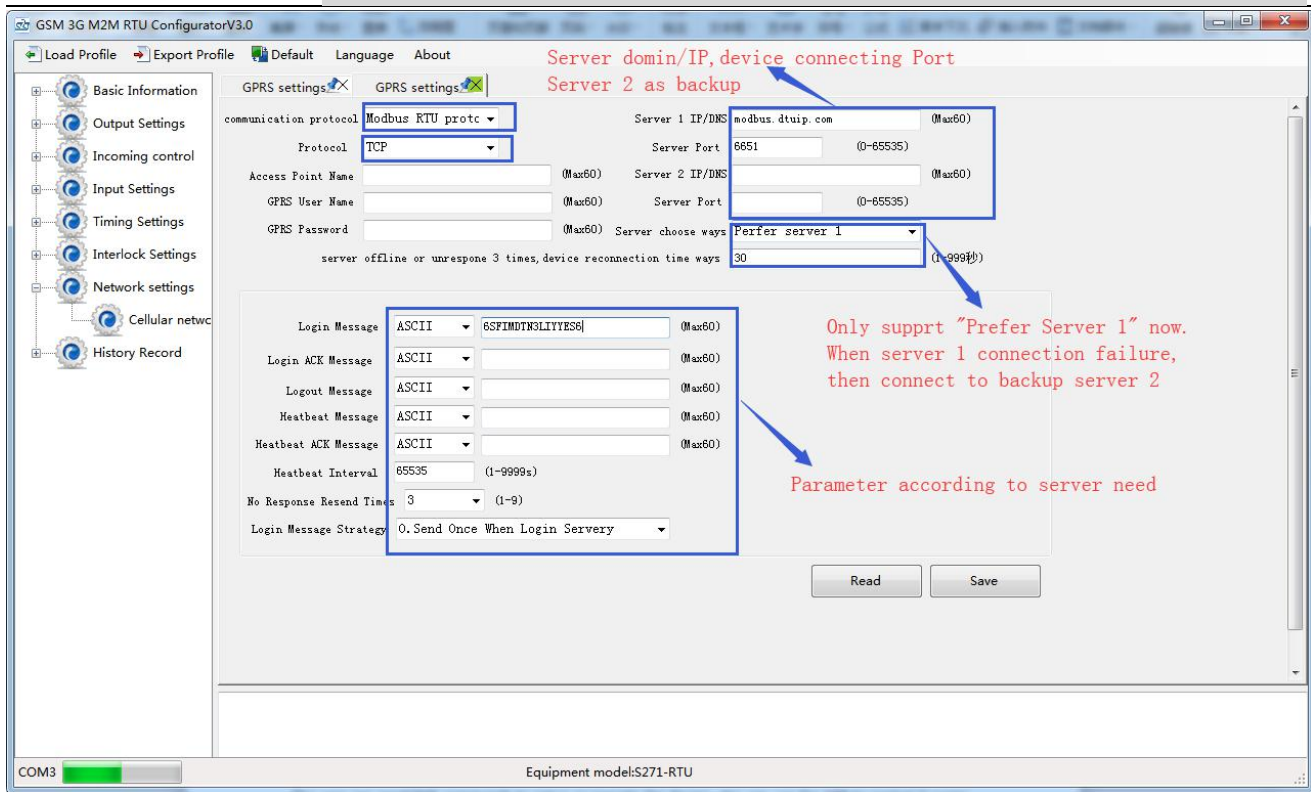 GSM 3G M2M RTU ConfiguratorV3.0
Load Profile Export Profile Default Language About
Server domin/IP,device connecting Port
Server 2 as backup
Basic Information
Output Settings
Incoming control
Input Settings
Timing Settings
Interlock Settings
Network settings
Cellular netwc
History Record
GPRS settings GPRS settings
communication protocol Modbus RTU protc Server 1 IP/DNS modbus.dtuip.com (Max60)
Protocol TCP Server Port 6651 (0-65535)
Access Point Name (Max60) Server 2 IP/DNS (Max60)
GPRS User Name (Max60) Server Port (0-65535)
GPRS Password (Max60) Server choose ways Perfer server 1
server offline or unrespone 3 times,device reconnection time ways 30 (1-999秒)
Login Message ASCII 6SFIMDTN3LIYYES6 (Max60)
Login ACK Message ASCII (Max60)
Logout Message ASCII (Max60)
Heatbeat Message ASCII (Max60)
Heatbeat ACK Message ASCII (Max60)
Heatbeat Interval 65535 (1-9999s)
No Response Resend Times 3 (1-9)
Login Message Strategy 0.Send Once When Login Servery
Only supprt "Prefer Server 1" now.
When server 1 connection failure,
then connect to backup server 2
Parameter according to server need
Read Save
COM3 Equipment model:S271-RTU